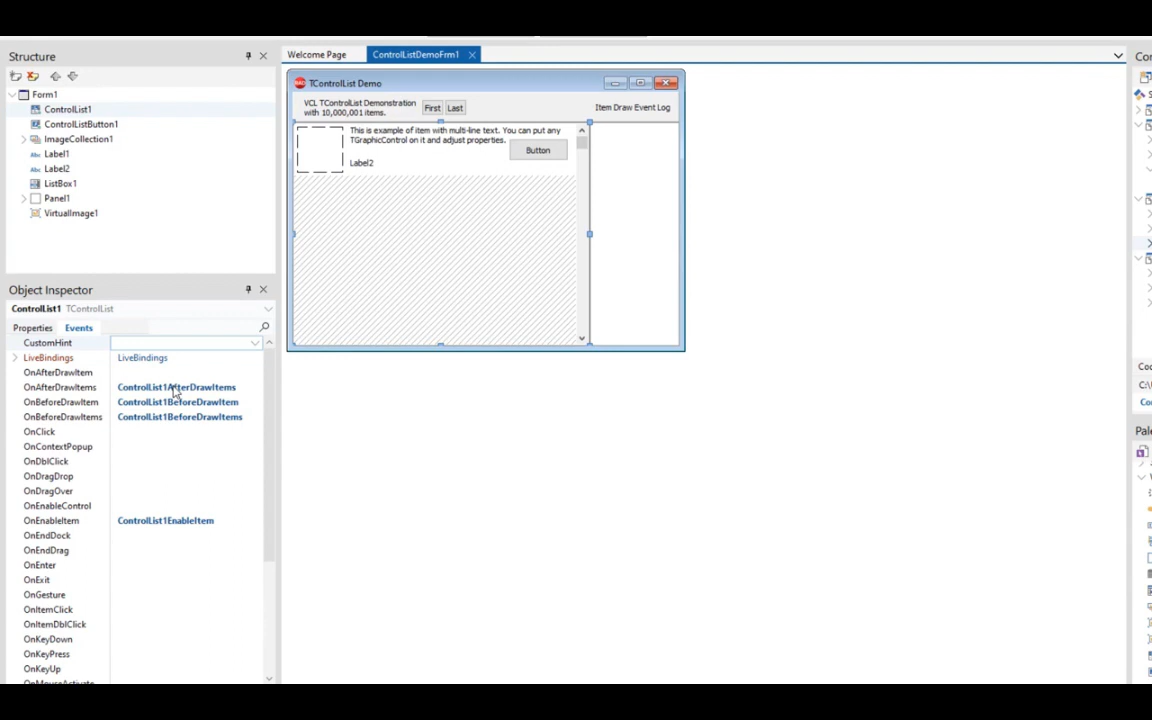 Structure
Form1
ControlList1
ControlListButton1
ImageCollection1
Label1
Label2
ListBox1
Panel1
VirtualImage1
Object Inspector
ControlList1 TControlList
Properties Events
CustomHint
LiveBindings LiveBindings
OnAfterDrawItem
OnAfterDrawItems ControlList1AfterDrawItems
OnBeforeDrawItem ControlList1BeforeDrawItem
OnBeforeDrawItems ControlList1BeforeDrawItems
OnClick
OnContextPopup
OnDblClick
OnDragDrop
OnDragOver
OnEnableControl
OnEnableItem ControlList1EnableItem
OnEndDock
OnEndDrag
OnEnter
OnExit
OnGesture
OnItemClick
OnItemDblClick
OnKeyDown
OnKeyPress
OnKeyUp
Welcome Page ControlListDemoFrm1
TControlList Demo
VCL TControlList Demonstration
with 10,000,001 items.
First Last
Item Draw Event Log
This is example of item with multi-line text. You can put any
TGraphicControl on it and adjust properties.
Button
Label2
Pal